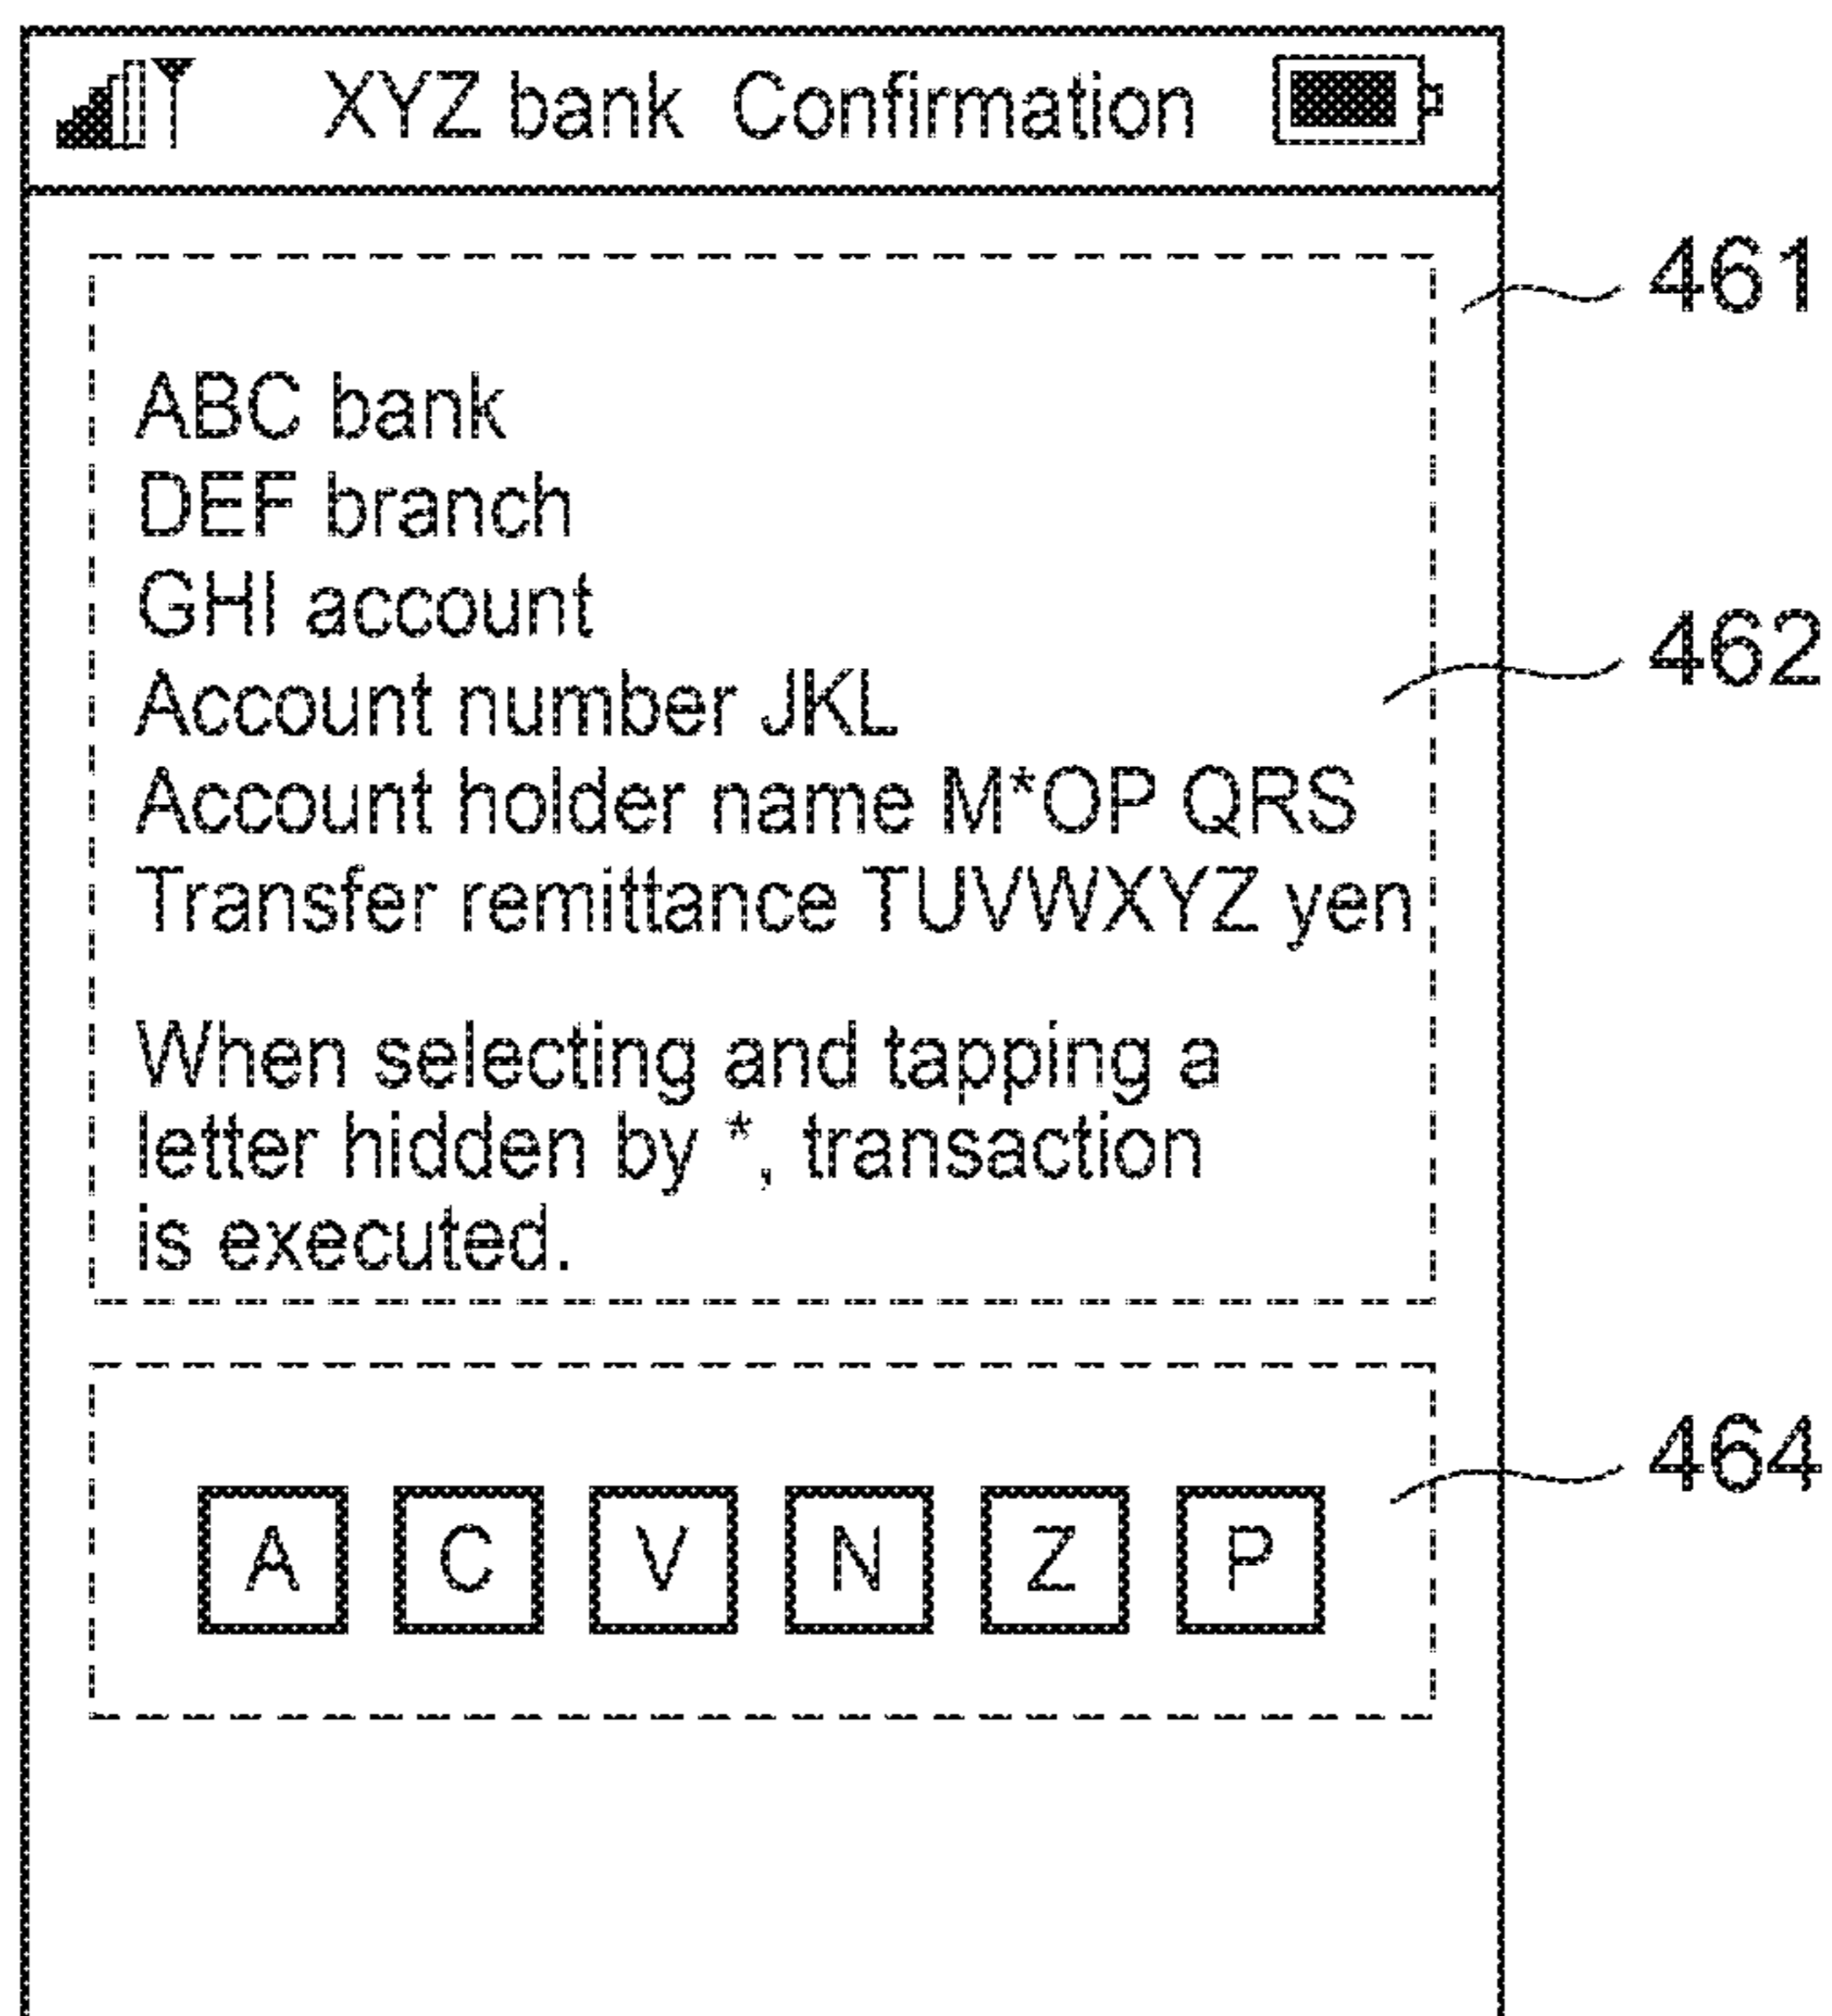 XYZ bank Confirmation
461
ABC bank
DEF branch
GHI account
462
Account number JKL
Account holder name M*OP QRS
Transfer remittance TUVWXYZ yen
When selecting and tapping a
letter hidden by *, transaction
is executed.
464
A C V N Z P